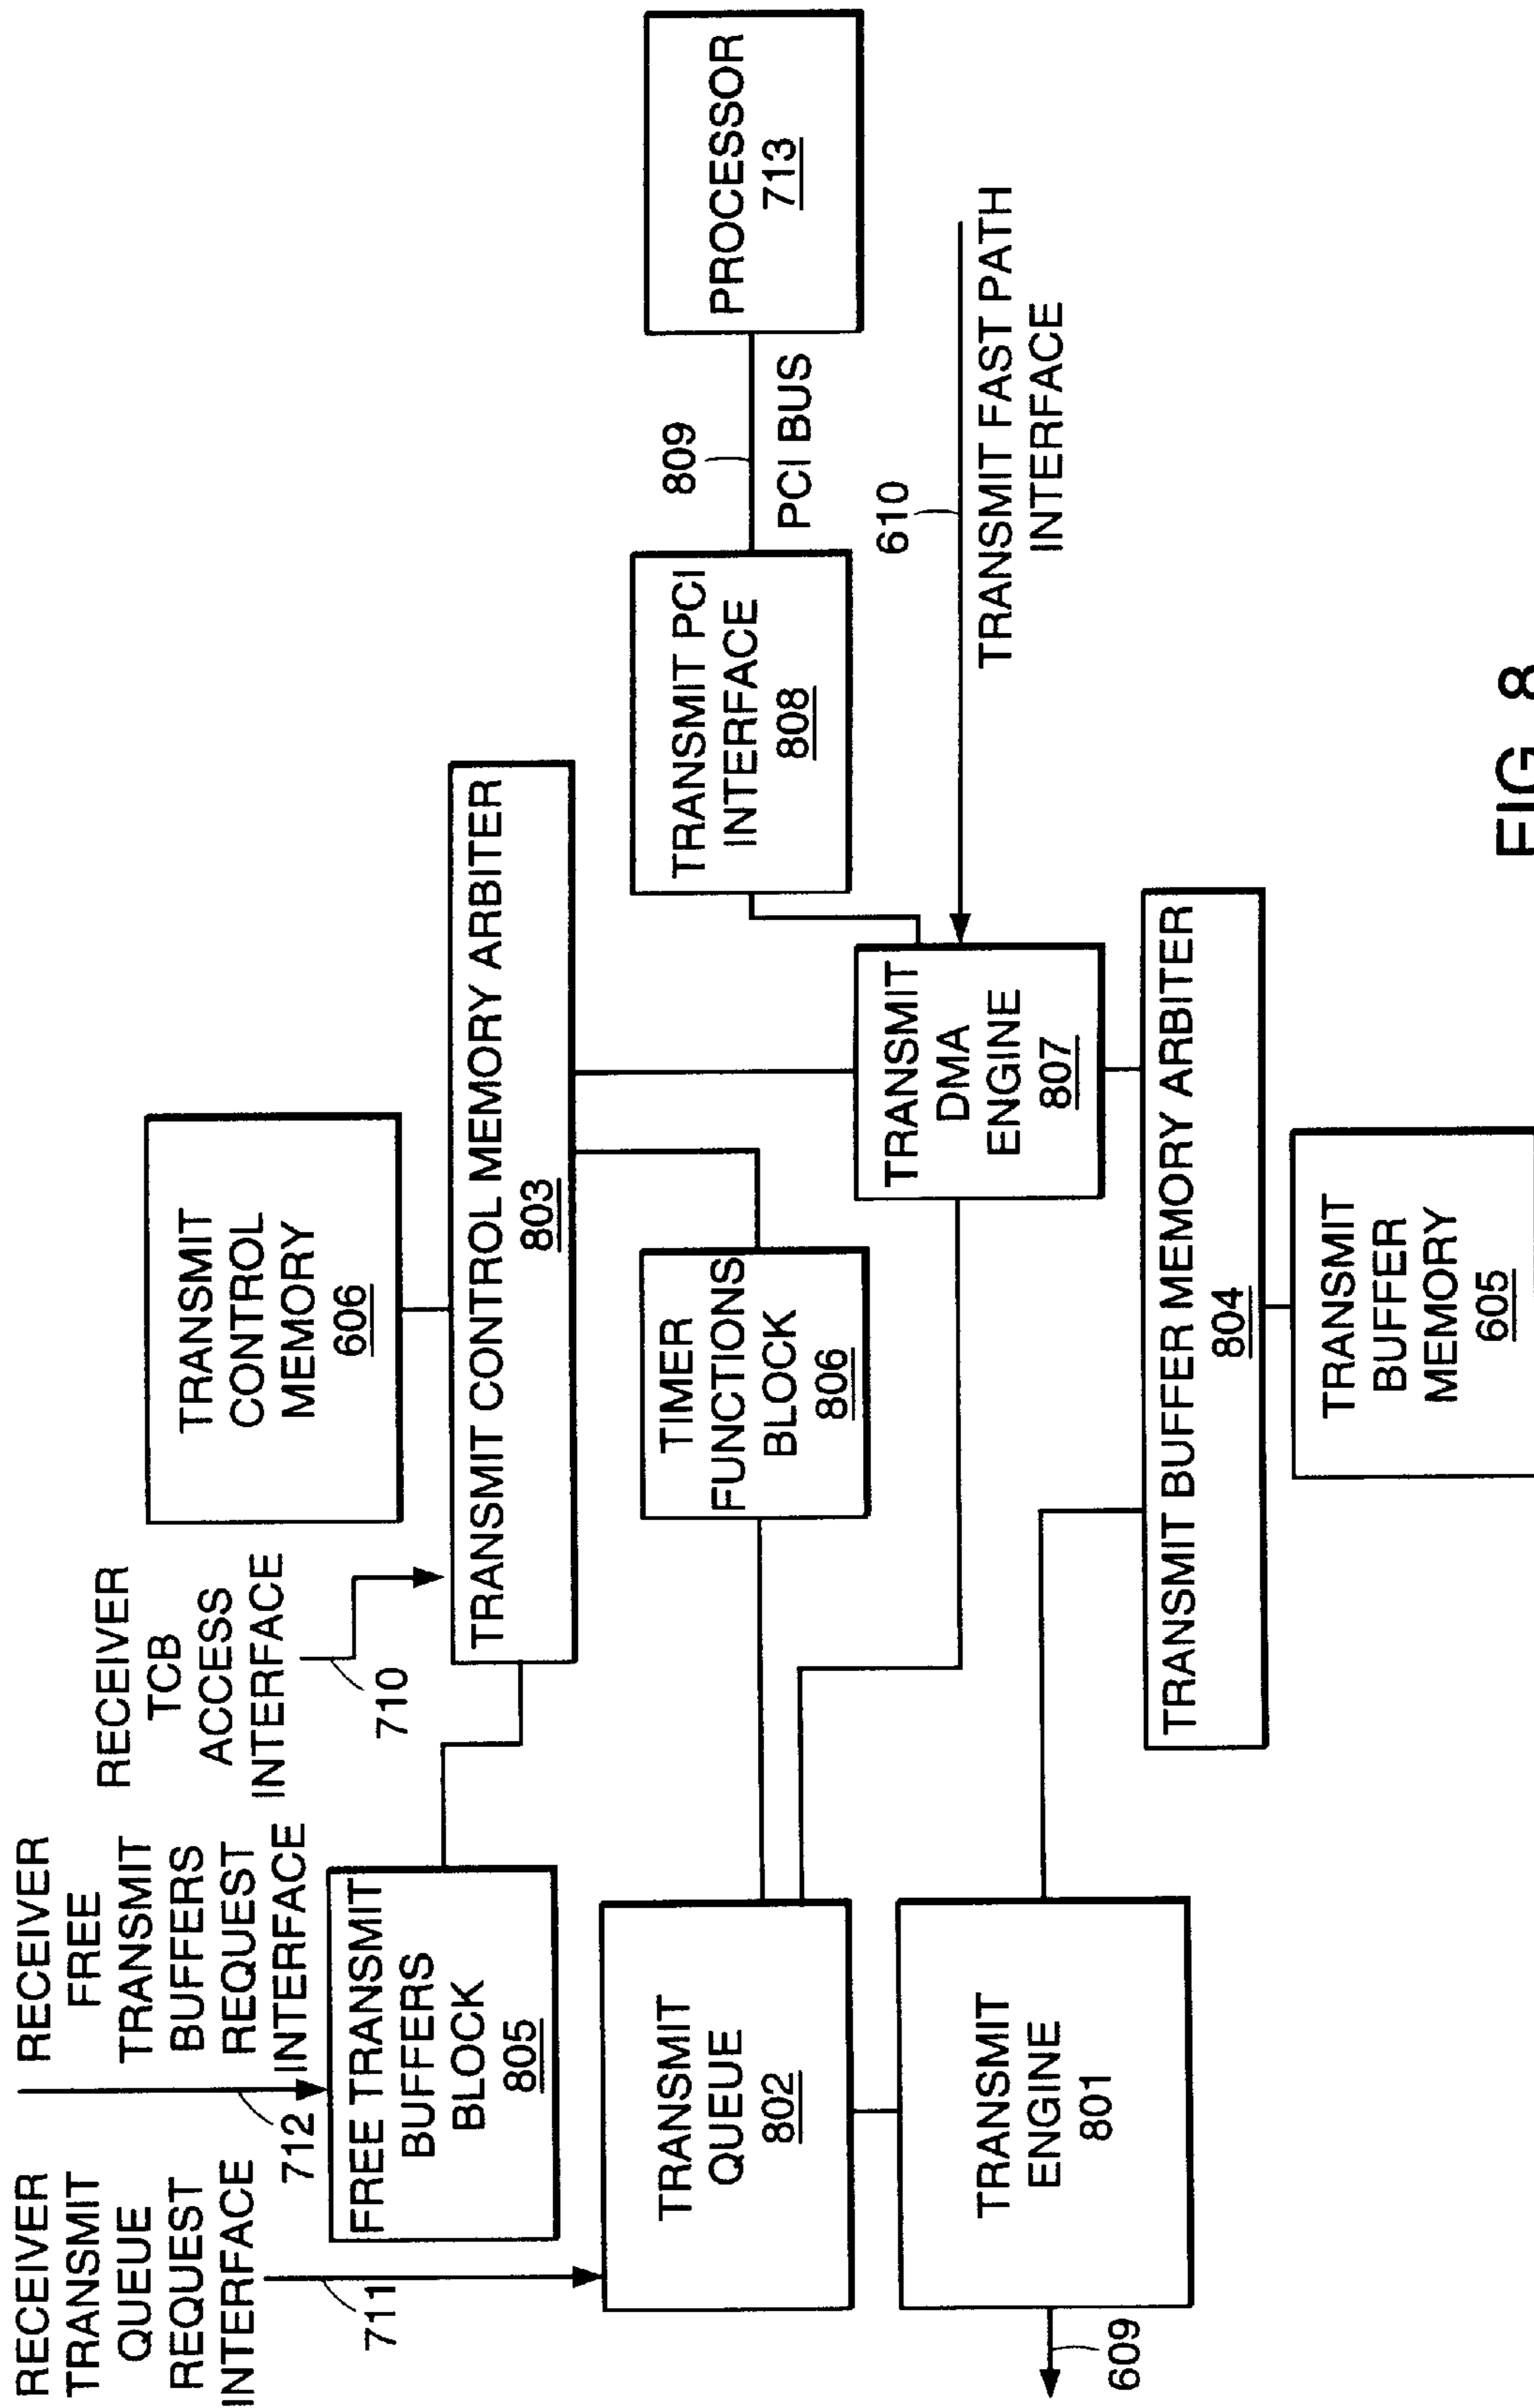 RECEIVER
TRANSMIT
QUEUE
REQUEST
INTERFACE
711
RECEIVER
FREE
TRANSMIT
BUFFERS
REQUEST
INTERFACE
712
RECEIVER
TCB
ACCESS
INTERFACE
710
TRANSMIT
CONTROL
MEMORY
606
FREE TRANSMIT
BUFFERS
BLOCK
805
TRANSMIT CONTROL MEMORY ARBITER
803
TRANSMIT
QUEUE
802
TIMER
FUNCTIONS
BLOCK
806
TRANSMIT PCI
INTERFACE
808
809
PCI BUS
PROCESSOR
713
TRANSMIT
ENGINE
801
609
TRANSMIT
DMA
ENGINE
807
610
TRANSMIT FAST PATH
INTERFACE
TRANSMIT BUFFER MEMORY ARBITER
804
TRANSMIT
BUFFER
MEMORY
605
FIG. 8